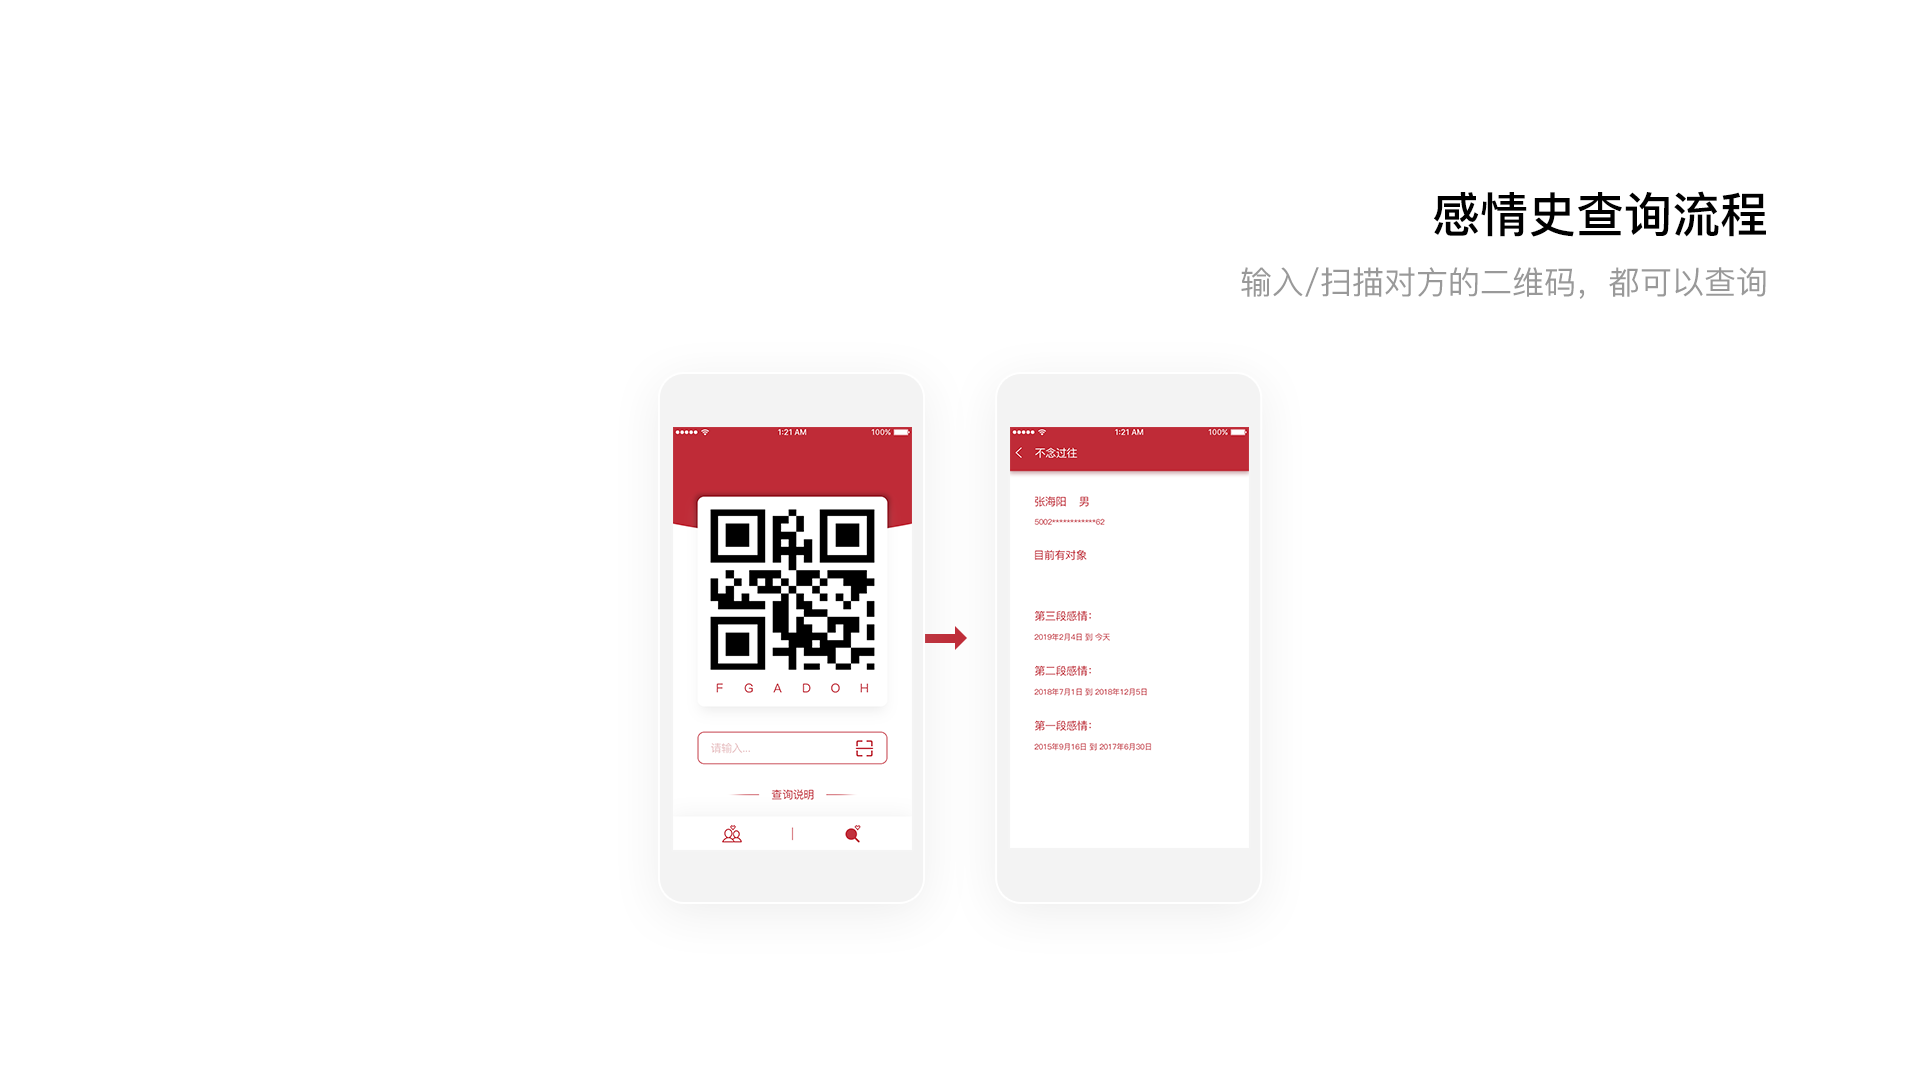 感情史查询流程
输入/扫描对方的二维码，都可以查询
1:21 AM
100%
F G A D O H
请输入...
查询说明
1:21 AM
100%
不念过往
张海阳 男
5002************62
目前有对象
第三段感情：
2019年2月4日 到 今天
第二段感情：
2018年7月1日 到 2018年12月5日
第一段感情：
2015年9月16日 到 2017年6月30日